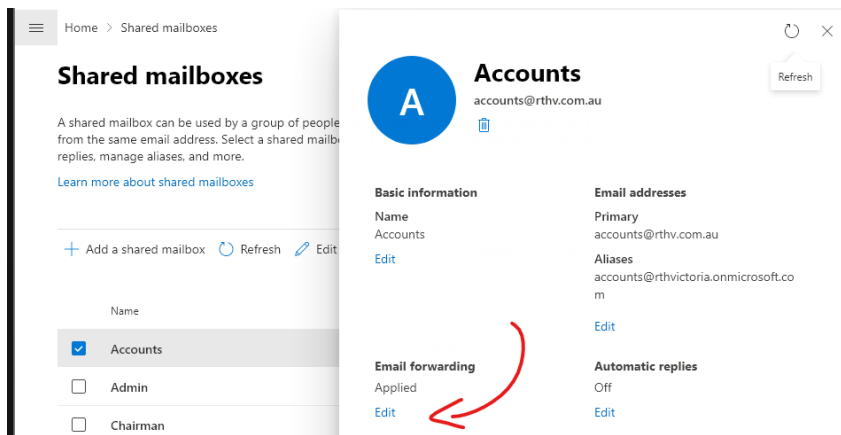 Home > Shared mailboxes
Shared mailboxes
A shared mailbox can be used by a group of people
from the same email address. Select a shared mailb
replies, manage aliases, and more.
Learn more about shared mailboxes
Add a shared mailbox Refresh Edit
Name
Accounts
Admin
Chairman
Refresh
A
Accounts
accounts@rthv.com.au
Basic information
Name
Accounts
Edit
Email addresses
Primary
accounts@rthv.com.au
Aliases
accounts@rthvictoria.onmicrosoft.co
m
Edit
Email forwarding
Applied
Edit
Automatic replies
Off
Edit